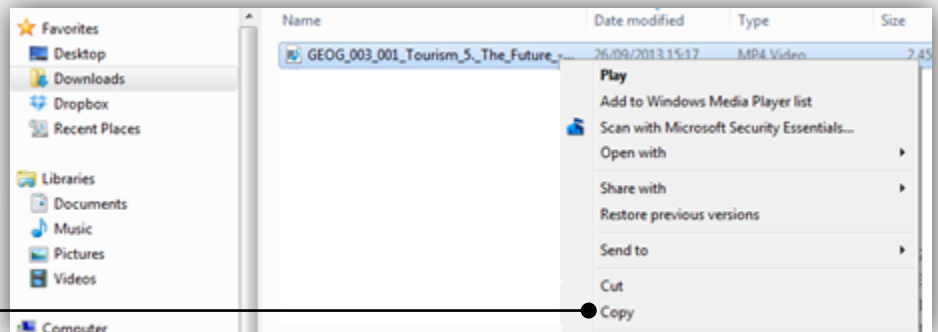 Favorites
Desktop
Downloads
Dropbox
Recent Places
Libraries
Documents
Music
Pictures
Videos
Computer
Name Date modified Type Size
GEOG_003_001_Tourism_5._The_Future_-... 26/09/2013 15:17 MP4 Video 2,45
Play
Add to Windows Media Player list
Scan with Microsoft Security Essentials...
Open with
Share with
Restore previous versions
Send to
Cut
Copy